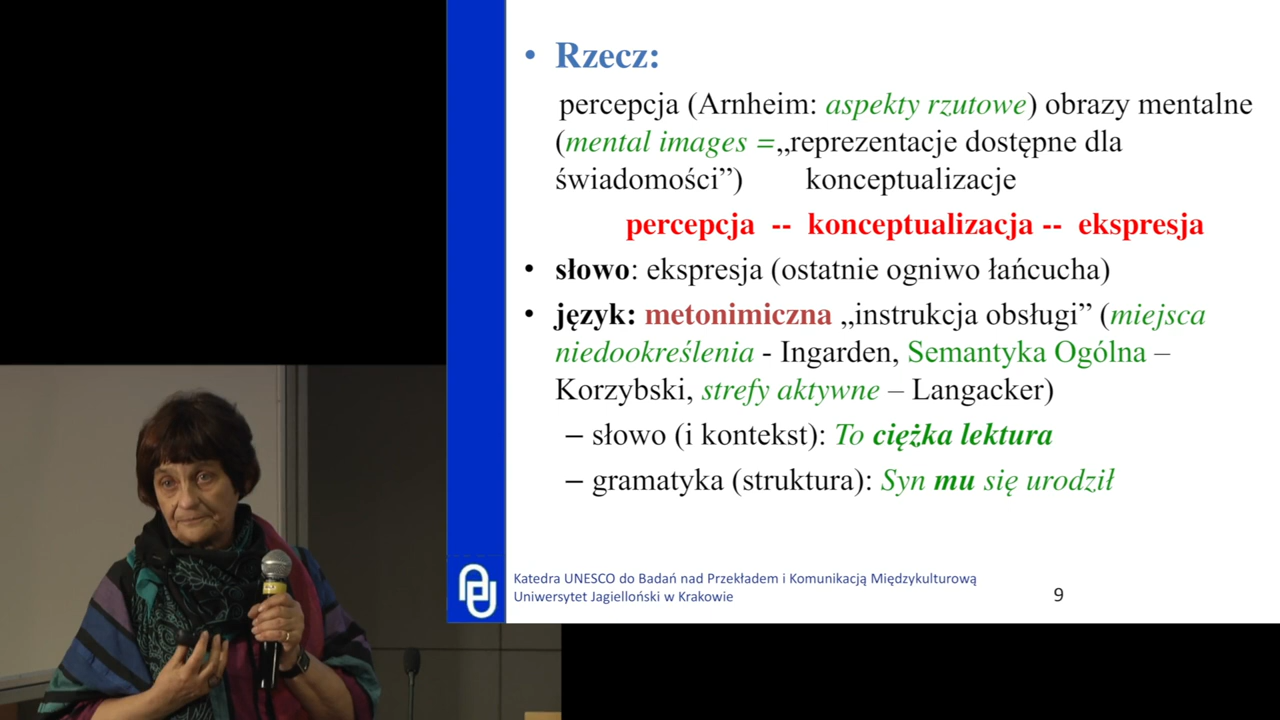 • Rzecz:
percepcja (Arnheim: aspekty rzutowe) obrazy mentalne
(mental images =„reprezentacje dostępne dla
świadomości”) konceptualizacje
percepcja -- konceptualizacja -- ekspresja
• słowo: ekspresja (ostatnie ogniwo łańcucha)
• język: metonimiczna „instrukcja obsługi” (miejsca
niedookreślenia - Ingarden, Semantyka Ogólna –
Korzybski, strefy aktywne – Langacker)
– słowo (i kontekst): To ciężka lektura
– gramatyka (struktura): Syn mu się urodził
Katedra UNESCO do Badań nad Przekładem i Komunikacją Międzykulturową
Uniwersytet Jagielloński w Krakowie
9